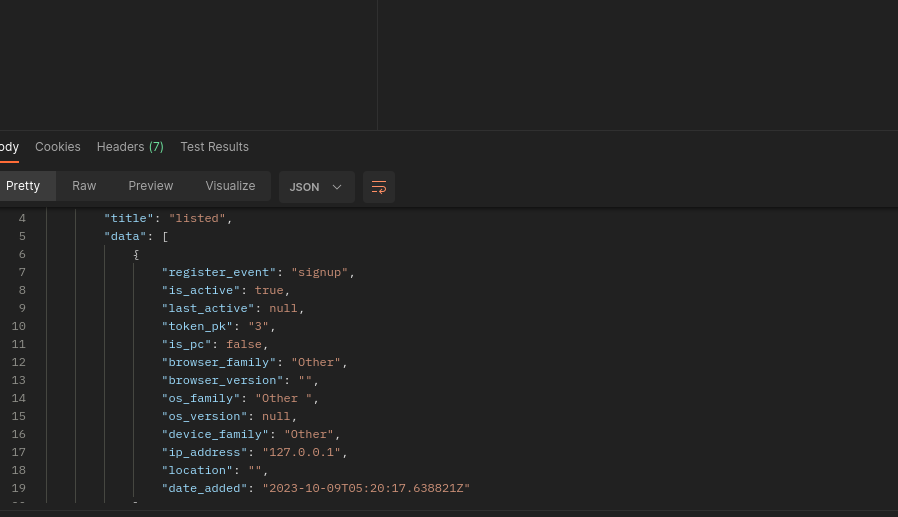 ody Cookies Headers (7) Test Results
Pretty Raw Preview Visualize JSON
4 "title": "listed",
5 "data": [
6 {
7 "register_event": "signup",
8 "is_active": true,
9 "last_active": null,
10 "token_pk": "3",
11 "is_pc": false,
12 "browser_family": "Other",
13 "browser_version": "",
14 "os_family": "Other ",
15 "os_version": null,
16 "device_family": "Other",
17 "ip_address": "127.0.0.1",
18 "location": "",
19 "date_added": "2023-10-09T05:20:17.638821Z"